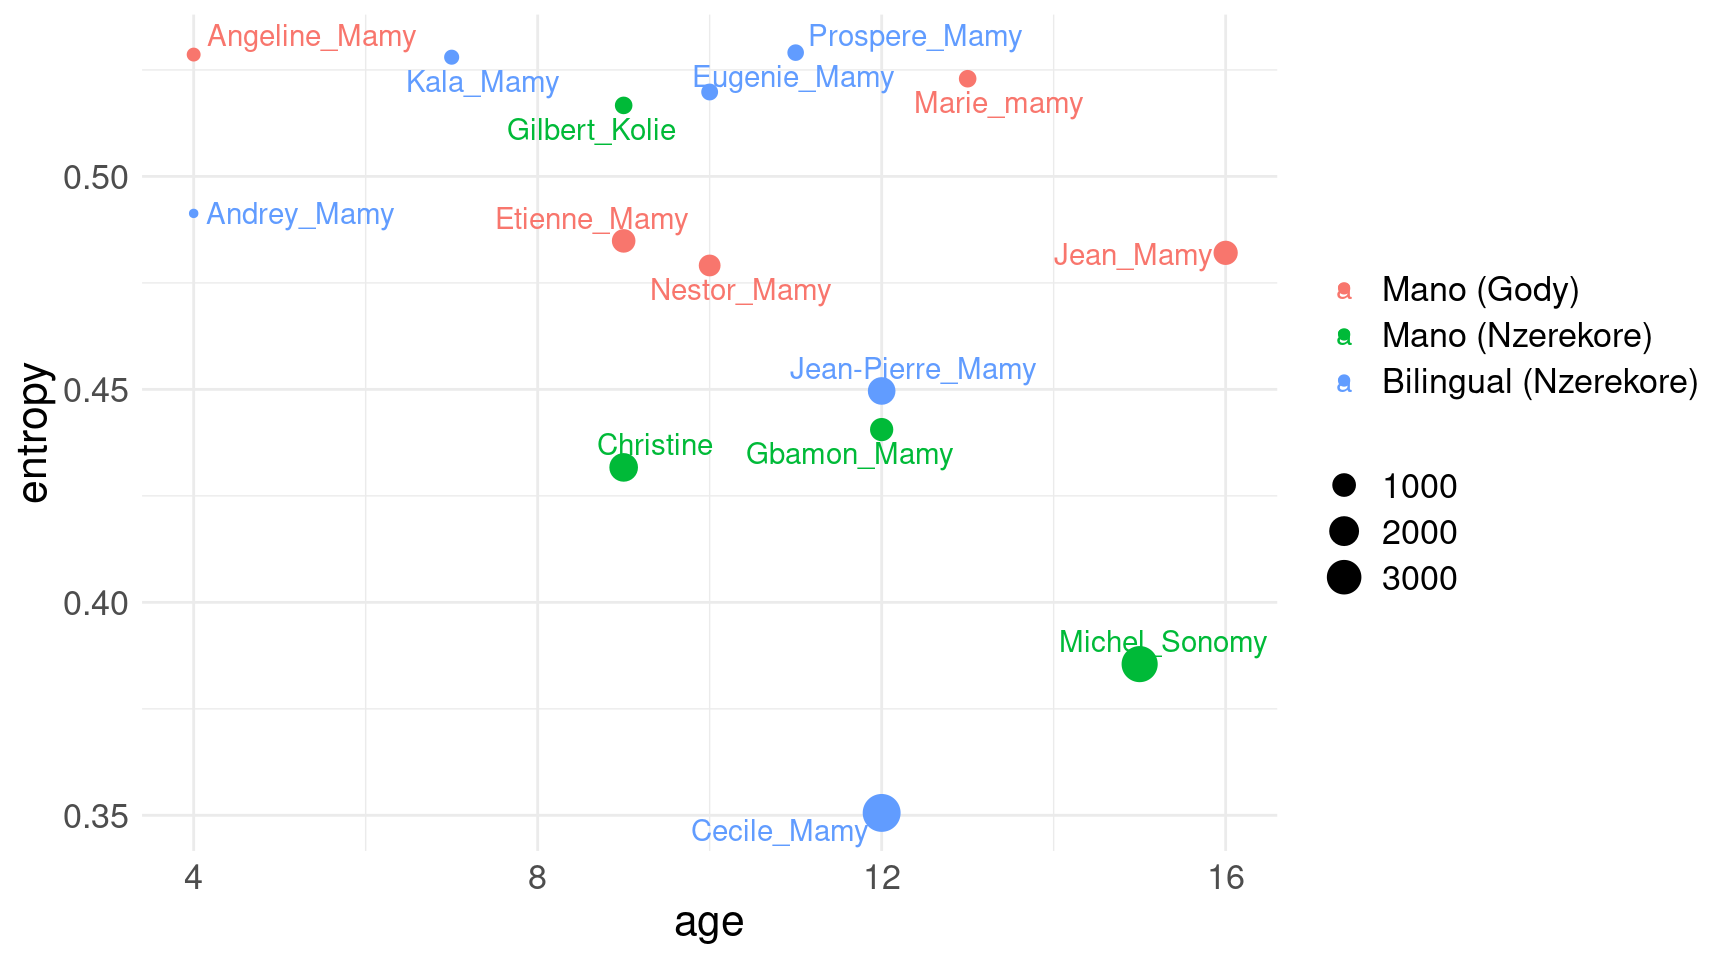 Angeline_Mamy
Prospere_Mamy
Kala_Mamy
Eugenie_Mamy
Marie_mamy
Gilbert_Kolie
0.50
Andrey_Mamy
Etienne_Mamy
Jean_Mamy
Nestor_Mamy
a Mano (Gody)
a Mano (Nzerekore)
a Bilingual (Nzerekore)
Jean-Pierre_Mamy
0.45
Christine
Gbamon_Mamy
entropy
1000
2000
3000
0.40
Michel_Sonomy
0.35
Cecile_Mamy
4 8 12 16
age